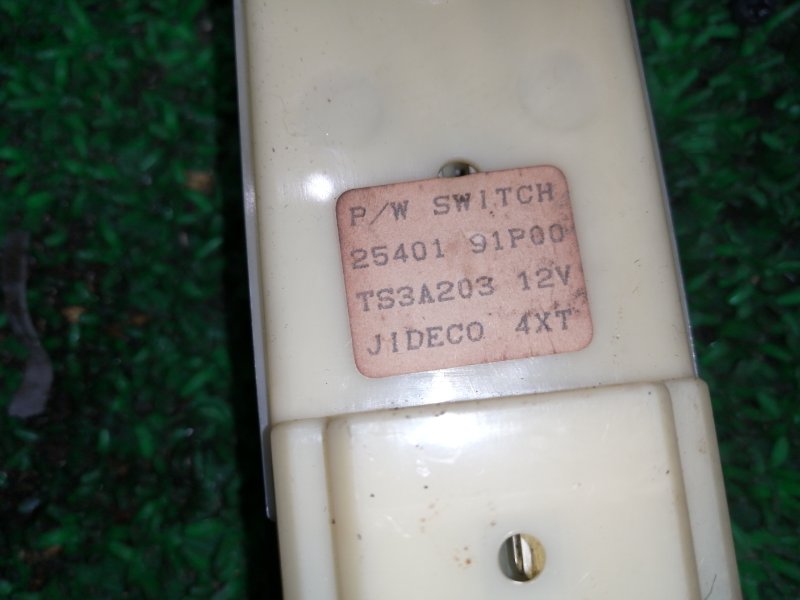 P/W SWITCH
25401 91P00
TS3A203 12V
JIDECO 4XT